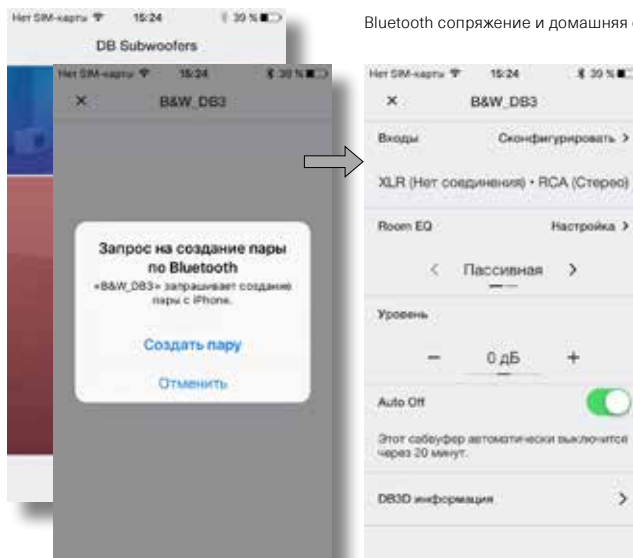 Bluetooth сопряжение и домашняя
Нет SIM-карты 15:24 39 %
DB Subwoofers
Нет SIM-карты 15:24 39 %
× B&W_DB3
Запрос на создание пары
по Bluetooth
«B&W_DB3» запрашивает создание
пары с iPhone.
Создать пару
Отменить
Нет SIM-карты 15:24 39 %
× B&W_DB3
Входы Сконфигурировать >
XLR (Нет соединения) • RCA (Стерео)
Room EQ Настройка >
< Пассивная >
Уровень
− 0 дБ +
Auto Off
Этот сабвуфер автоматически выключится
через 20 минут.
DB3D информация >